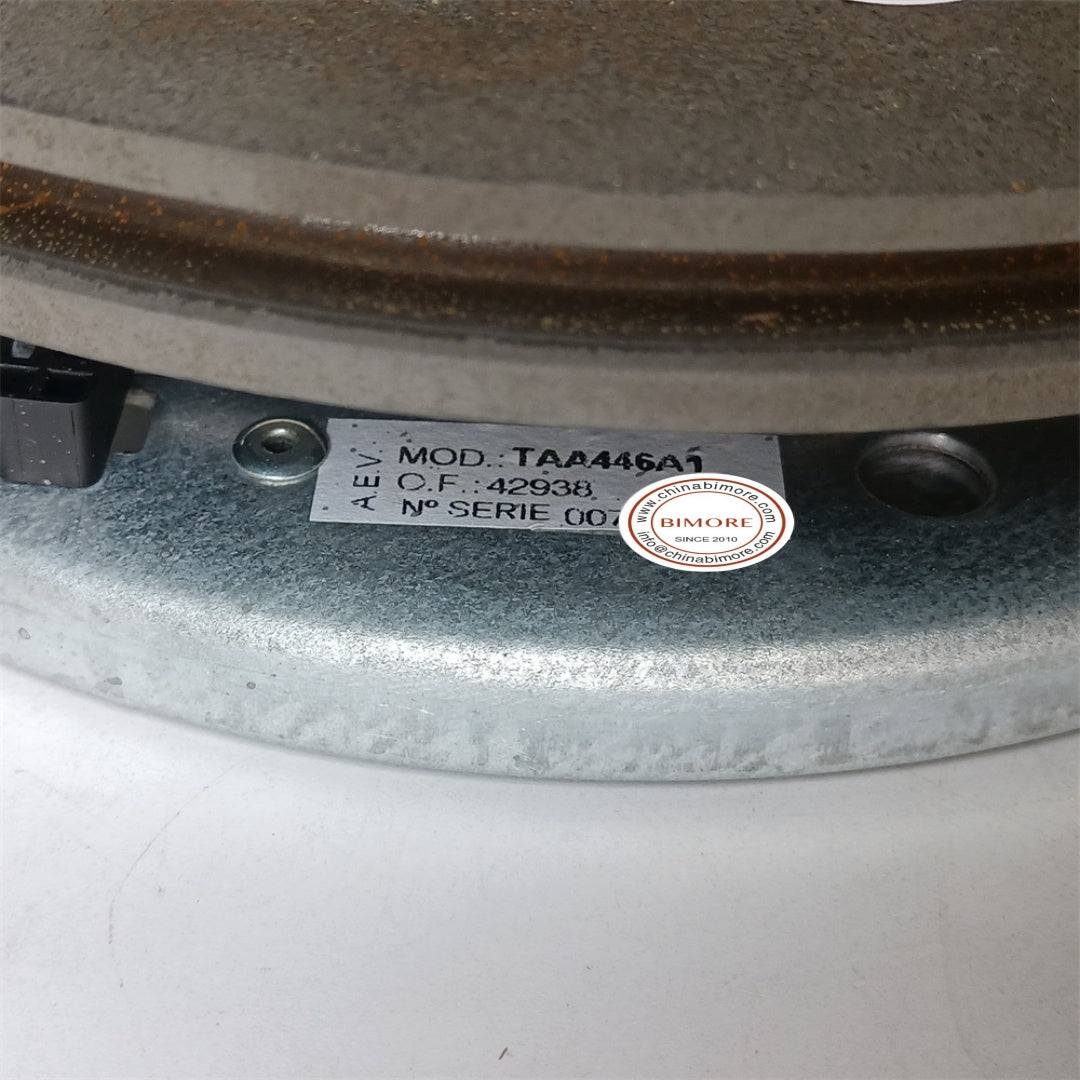 A.E.V.
MOD.: TAA446A1
O.F.: 42938
Nº SERIE 007
www.chinabimore.com
BIMORE
SINCE 2010
info@chinabimore.com